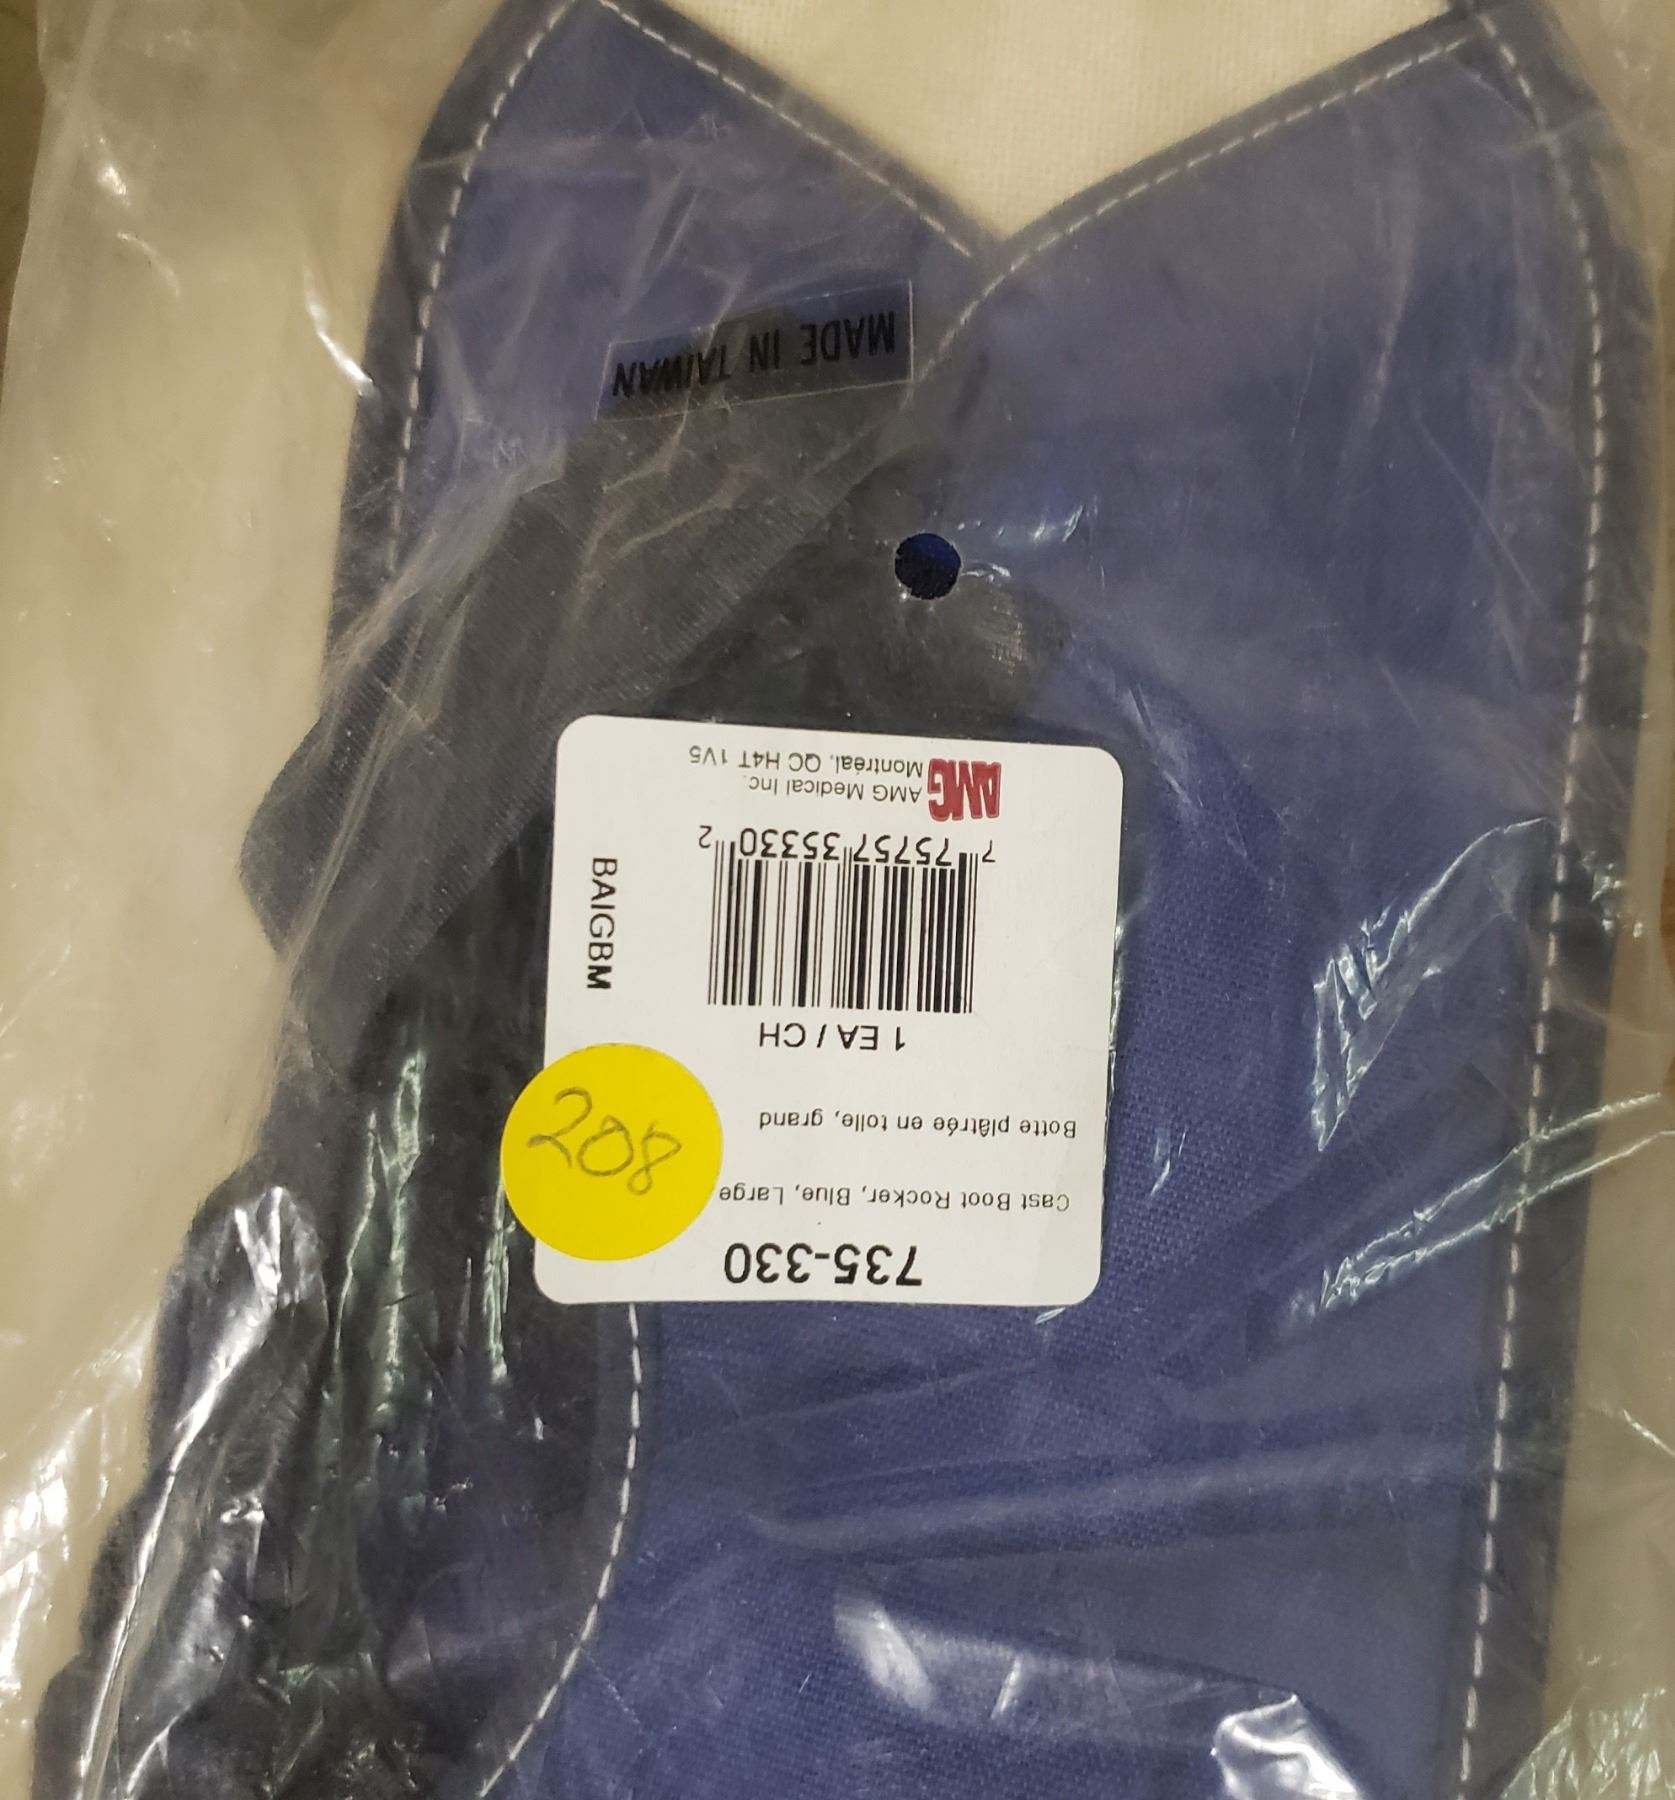 735-330
Cast Boot Rocker, Blue, Large
Botte plâtrée en toile, grand
208
1 EA / CH
BAIGBM
7 75757 35330 2
AMG
AMG Medical Inc.
Montréal, QC H4T 1V5
MADE IN TAIWAN